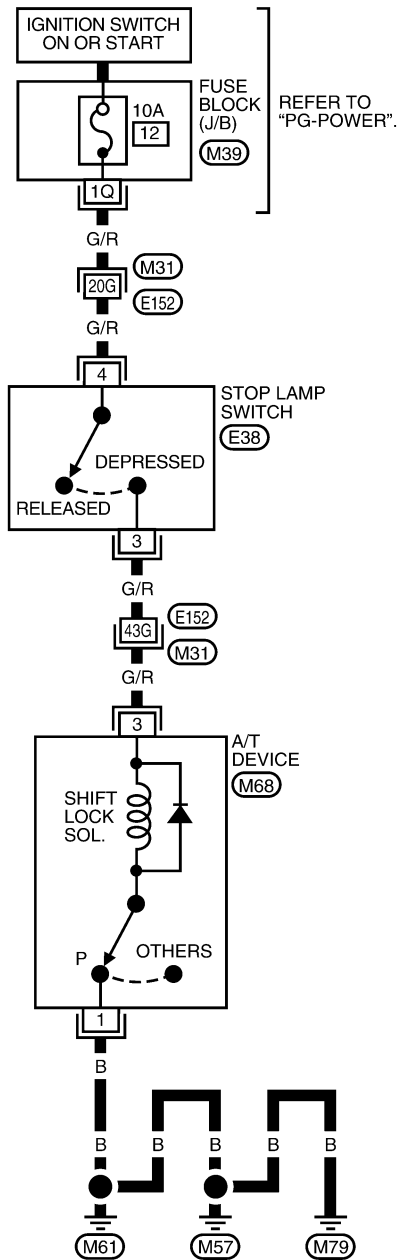 IGNITION SWITCH
ON OR START
FUSE
BLOCK
(J/B)
10A
12
M39
REFER TO
“PG-POWER”.
1Q
G/R
M31
20G
E152
G/R
4
STOP LAMP
SWITCH
E38
DEPRESSED
RELEASED
3
G/R
E152
43G
M31
G/R
3
A/T
DEVICE
M68
SHIFT
LOCK
SOL.
P
OTHERS
1
B
B B B B B
M61 M57 M79